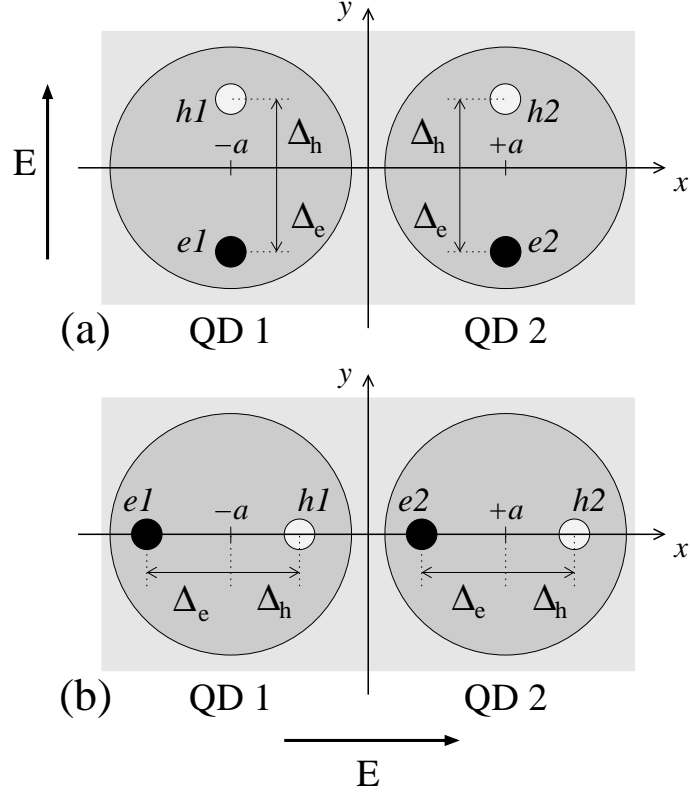 y
h1
h2
Δh
Δh
E
−a
+a
x
Δe
Δe
e1
e2
(a)
QD 1
QD 2
y
e1
h1
e2
h2
−a
+a
x
Δe
Δh
Δe
Δh
(b)
QD 1
QD 2
E